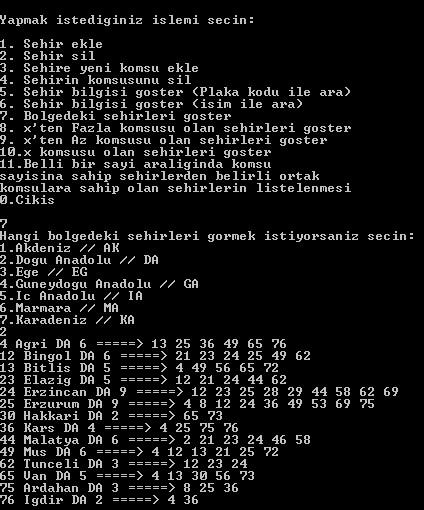 Yapmak istediginiz islemi secin:
1. Sehir ekle
2. Sehir sil
3. Sehire yeni komsu ekle
4. Sehirin komsusunu sil
5. Sehir bilgisi goster (Plaka kodu ile ara)
6. Sehir bilgisi goster (isim ile ara)
7. Bolgedeki sehirleri goster
8. x'ten Fazla komsusu olan sehirleri goster
9. x'ten Az komsusu olan sehirleri goster
10.x komsusu olan sehirleri goster
11.Belli bir sayi araliginda komsu
sayisina sahip sehirlerden belirli ortak
komsulara sahip olan sehirlerin listelenmesi
0.Cikis
7
Hangi bolgedeki sehirleri gormek istiyorsaniz secin:
1.Akdeniz // AK
2.Dogu Anadolu // DA
3.Ege // EG
4.Guneydogu Anadolu // GA
5.Ic Anadolu // IA
6.Marmara // MA
7.Karadeniz // KA
2
4 Agri DA 6 =====> 13 25 36 49 65 76
12 Bingol DA 6 =====> 21 23 24 25 49 62
13 Bitlis DA 5 =====> 4 49 56 65 72
23 Elazig DA 5 =====> 12 21 24 44 62
24 Erzincan DA 9 =====> 12 23 25 28 29 44 58 62 69
25 Erzurum DA 9 =====> 4 8 12 24 36 49 53 69 75
30 Hakkari DA 2 =====> 65 73
36 Kars DA 4 =====> 4 25 75 76
44 Malatya DA 6 =====> 2 21 23 24 46 58
49 Mus DA 6 =====> 4 12 13 21 25 72
62 Tunceli DA 3 =====> 12 23 24
65 Van DA 5 =====> 4 13 30 56 73
75 Ardahan DA 3 =====> 8 25 36
76 Igdir DA 2 =====> 4 36